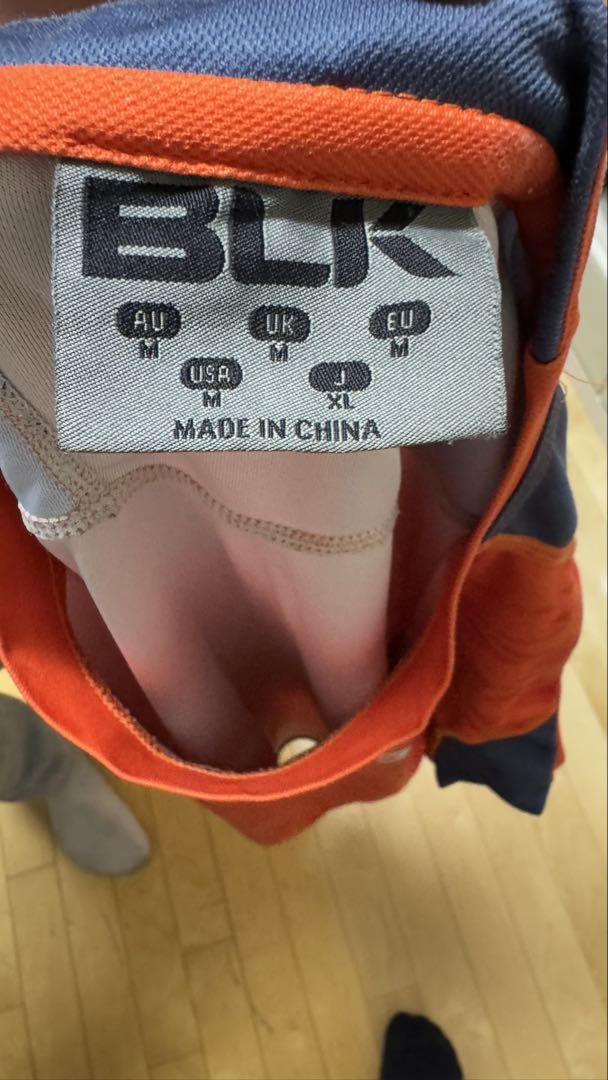 BLK
AU UK EU
M M M
USA J
M XL
MADE IN CHINA